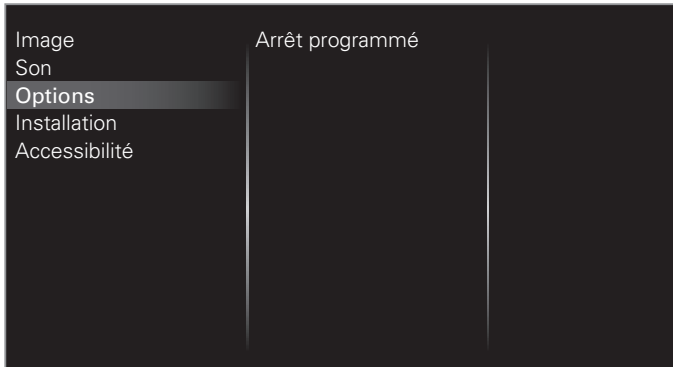 Image
Son
Options
Installation
Accessibilité
Arrêt programmé